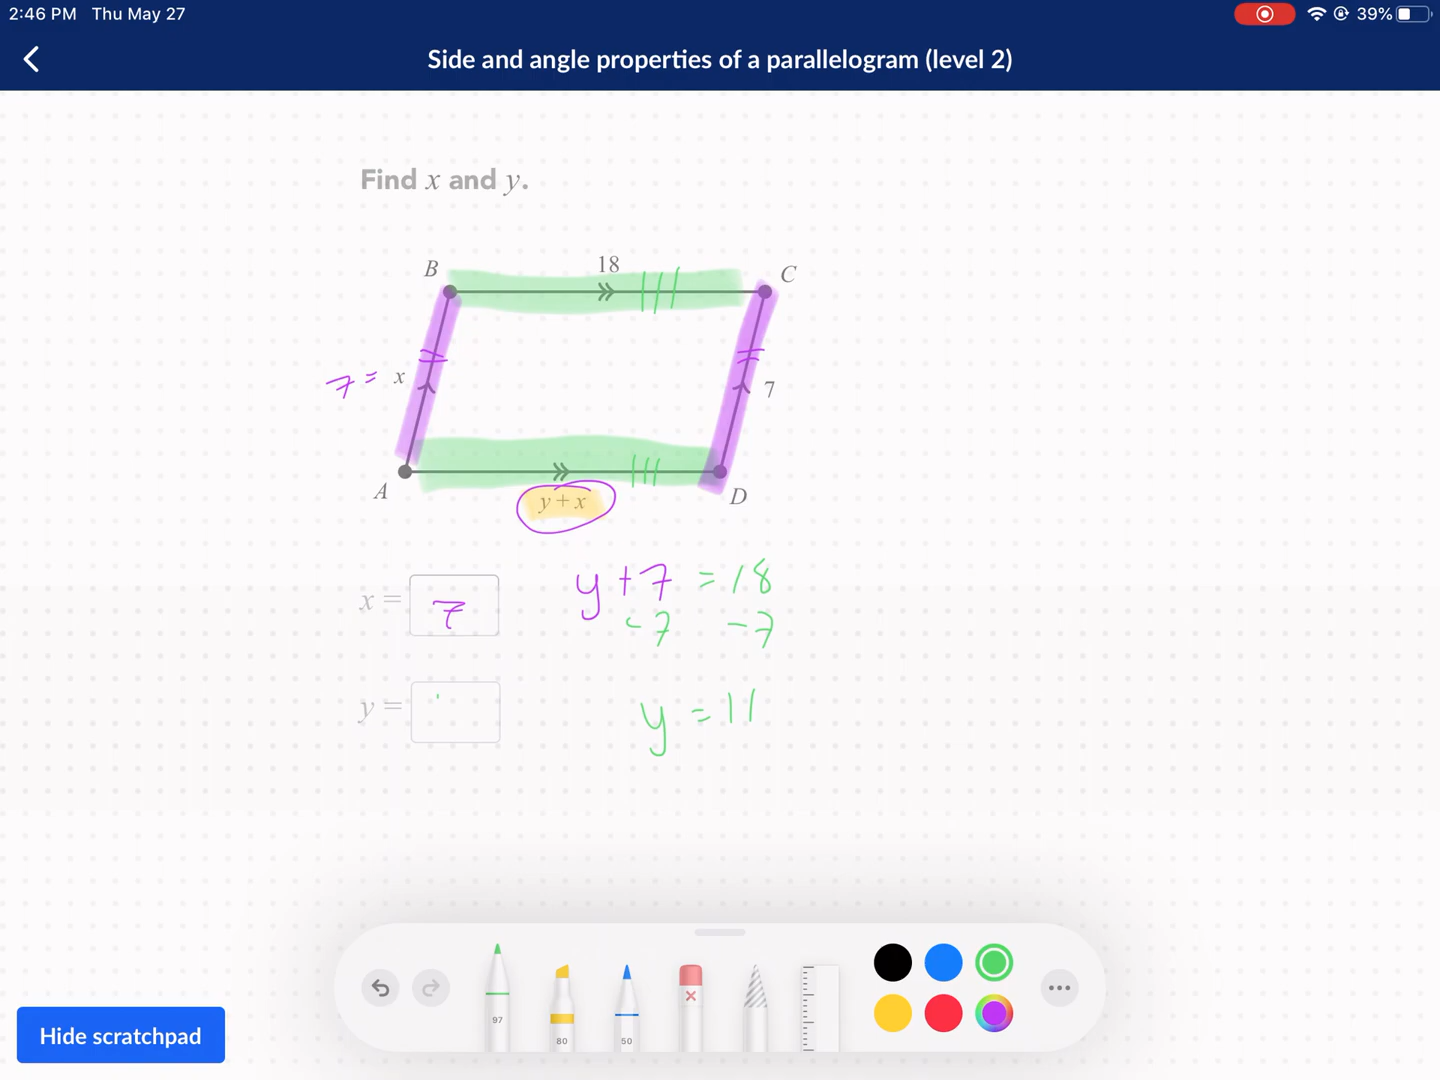 2:46 PM Thu May 27 39%
Side and angle properties of a parallelogram (level 2)
Find x and y.
B 18 C
7 = x 7
A y + x D
y + 7 = 18
x = 7
- 7 - 7
y =
y = 11
97 80 50
Hide scratchpad